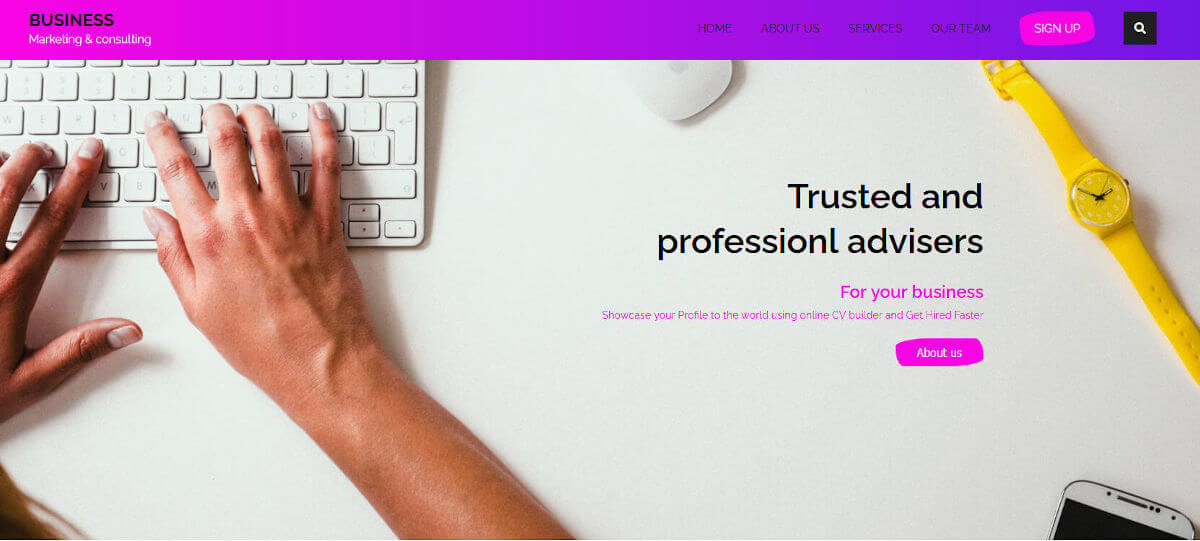 BUSINESS
Marketing & consulting
HOME ABOUT US SERVICES OUR TEAM SIGN UP
Trusted and
professionl advisers
For your business
Showcase your Profile to the world using online CV builder and Get Hired Faster
About us